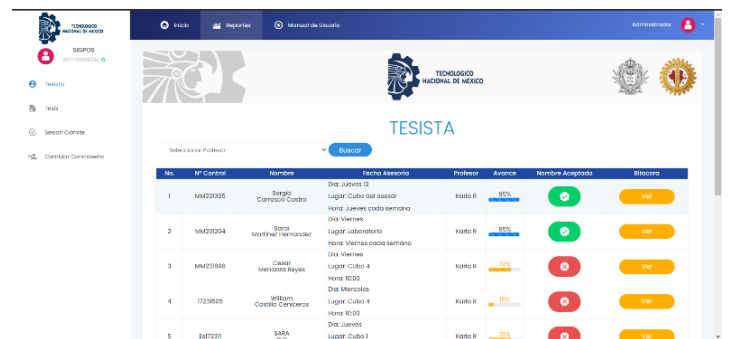 TECNOLÓGICO
NACIONAL DE MÉXICO
Inicio
Reportes
Manual de Usuario
Administrador
SIGPOS
JEFE DIVISIÓN
Tesista
Tesis
Sesion Comite
Cambiar Contraseña
TECNOLÓGICO
NACIONAL DE MÉXICO
TESISTA
Seleccionar Profesor:
Buscar
No. N° Control Nombre Fecha Asesoria Profesor Avance Nombre Aceptado Bitacora
Dia: Jueves 12
1 Sergio Carrasco Castro Lugar: Cubo del asesor Karla R 95% Ver
Hora: Jueves cada semana
Dia: Viernes
2 MM231204 Sarai Martinez Hernandez Lugar: Laboratorio Karla R 95% Ver
Hora: Viernes cada semana
Dia: Viernes
3 Cesar Mendoza Reyes Lugar: Cubo 4 Karla R Ver
Hora: 10:00
Dia: Miercoles
4 17231505 William Castillo Ceniceros Lugar: Cubo 4 Karla R Ver
Hora: 10:00
Dia: Jueves
5 SARA Lugar: Cubo 1 Karla R Ver